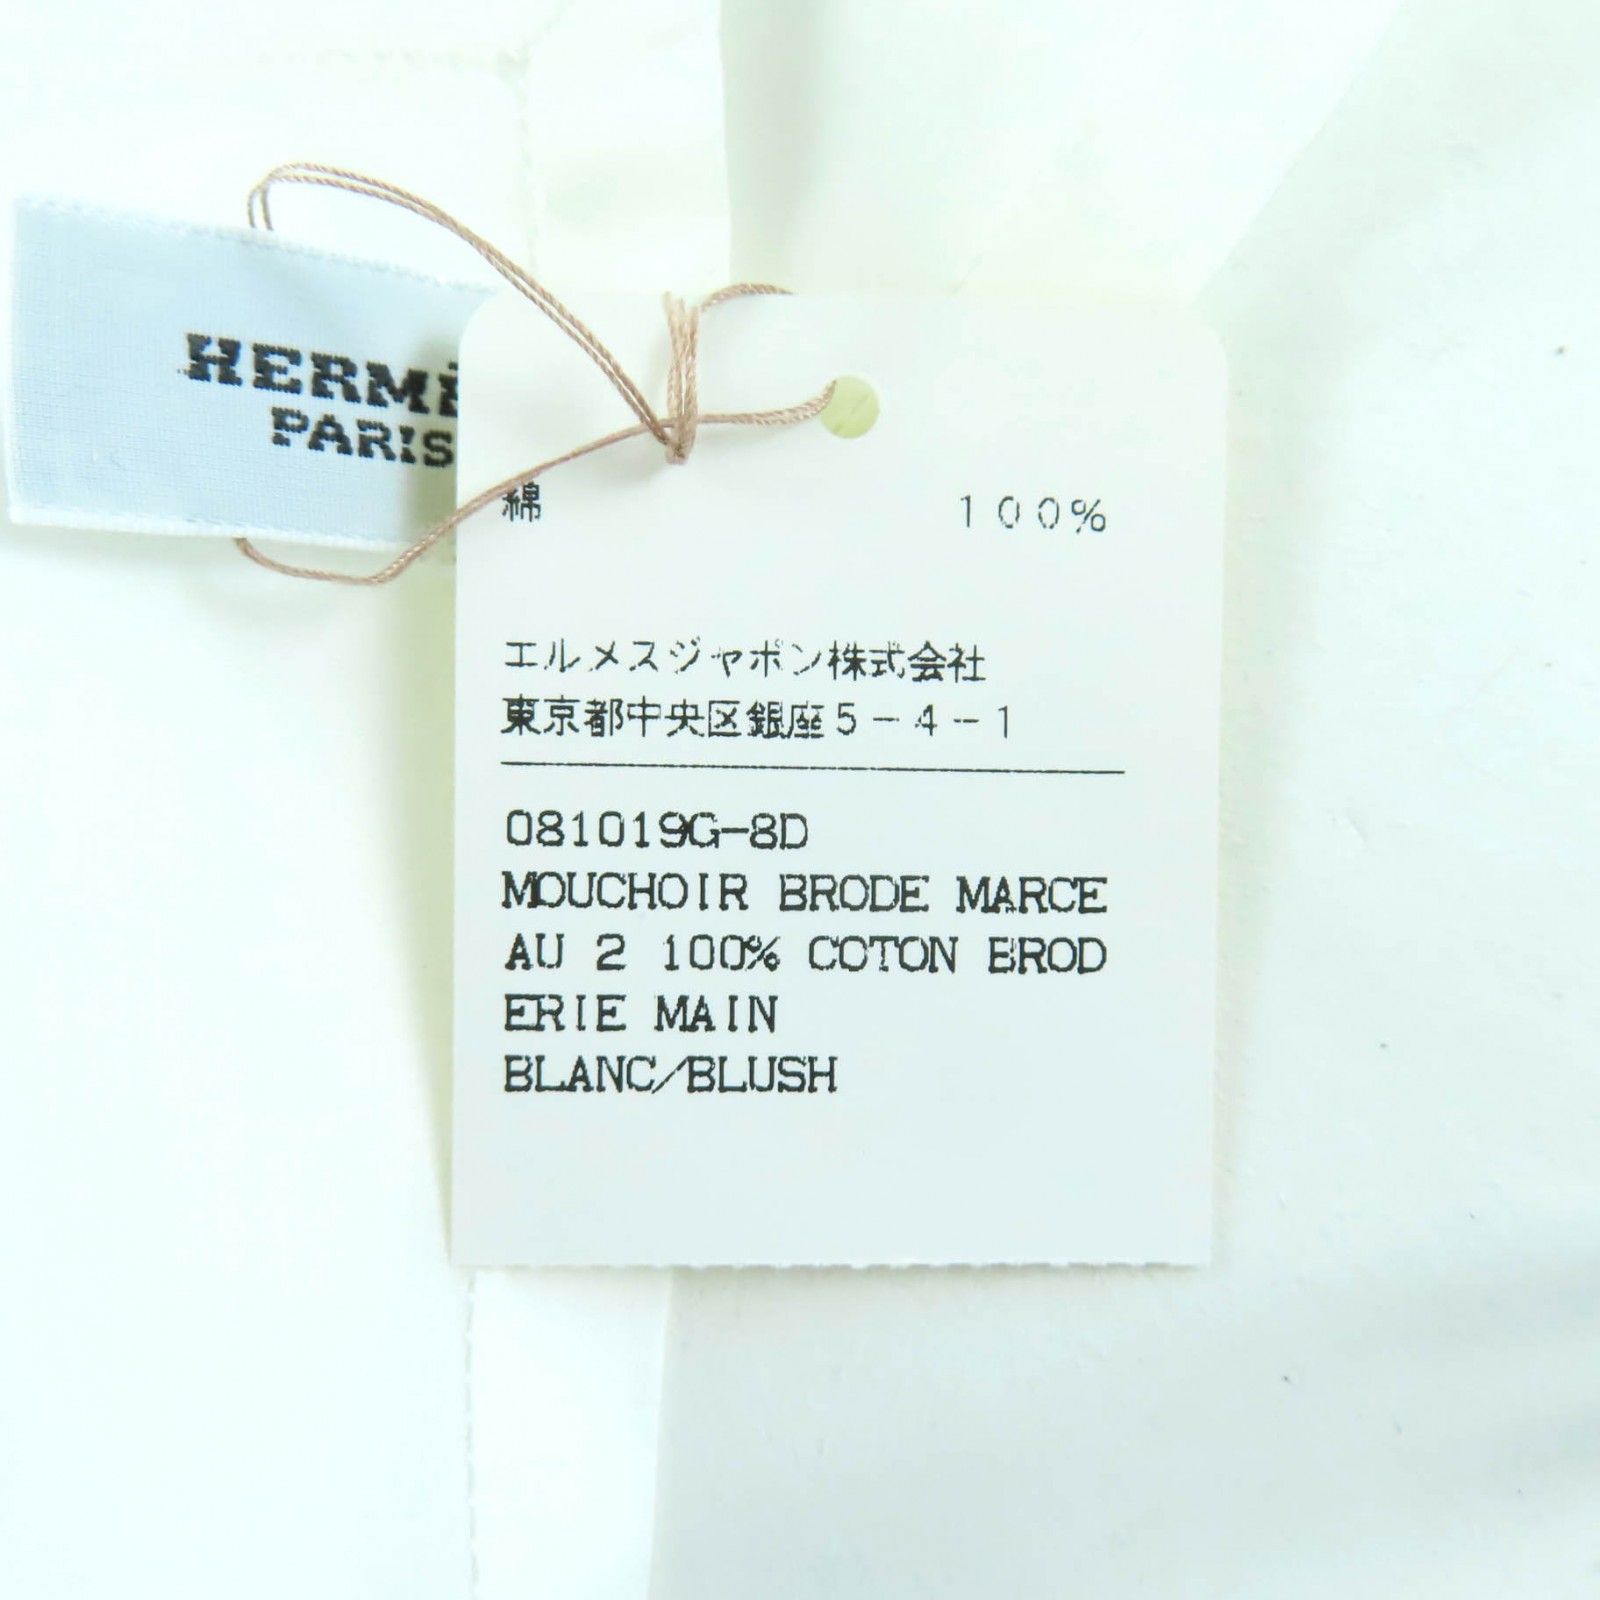 HERMÈ
PARIS
綿 100%
エルメスジャポン株式会社
東京都中央区銀座5-4-1
081019G-8D
MOUCHOIR BRODE MARCE
AU 2 100% COTON BROD
ERIE MAIN
BLANC/BLUSH